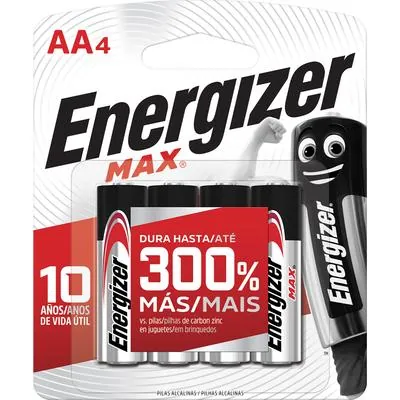 AA4
Energizer
MAX®
10
AÑOS/ANOS
DE VIDA ÚTIL
DURA HASTA/ATÉ
300%
MÁS/MAIS
vs. pilas/pilhas de carbon zinc
en juguetes/em brinquedos
Energizer
MAX
Energizer
PILAS ALCALINAS / PILHAS ALCALINAS